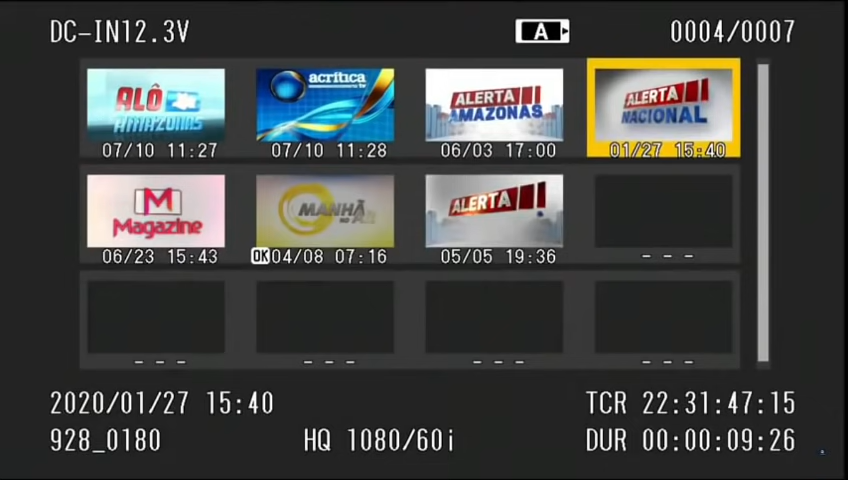 DC-IN12.3V
A
0004/0007
ALÔ
AMAZONAS
acrítica
ALERTA
AMAZONAS
ALERTA
NACIONAL
07/10 11:27
07/10 11:28
06/03 17:00
01/27 15:40
M
Magazine
MANHÃ
NO AR
ALERTA
06/23 15:43
OK 04/08 07:16
05/05 19:36
- - -
- - -
- - -
- - -
- - -
2020/01/27 15:40
TCR 22:31:47:15
928_0180
HQ 1080/60i
DUR 00:00:09:26